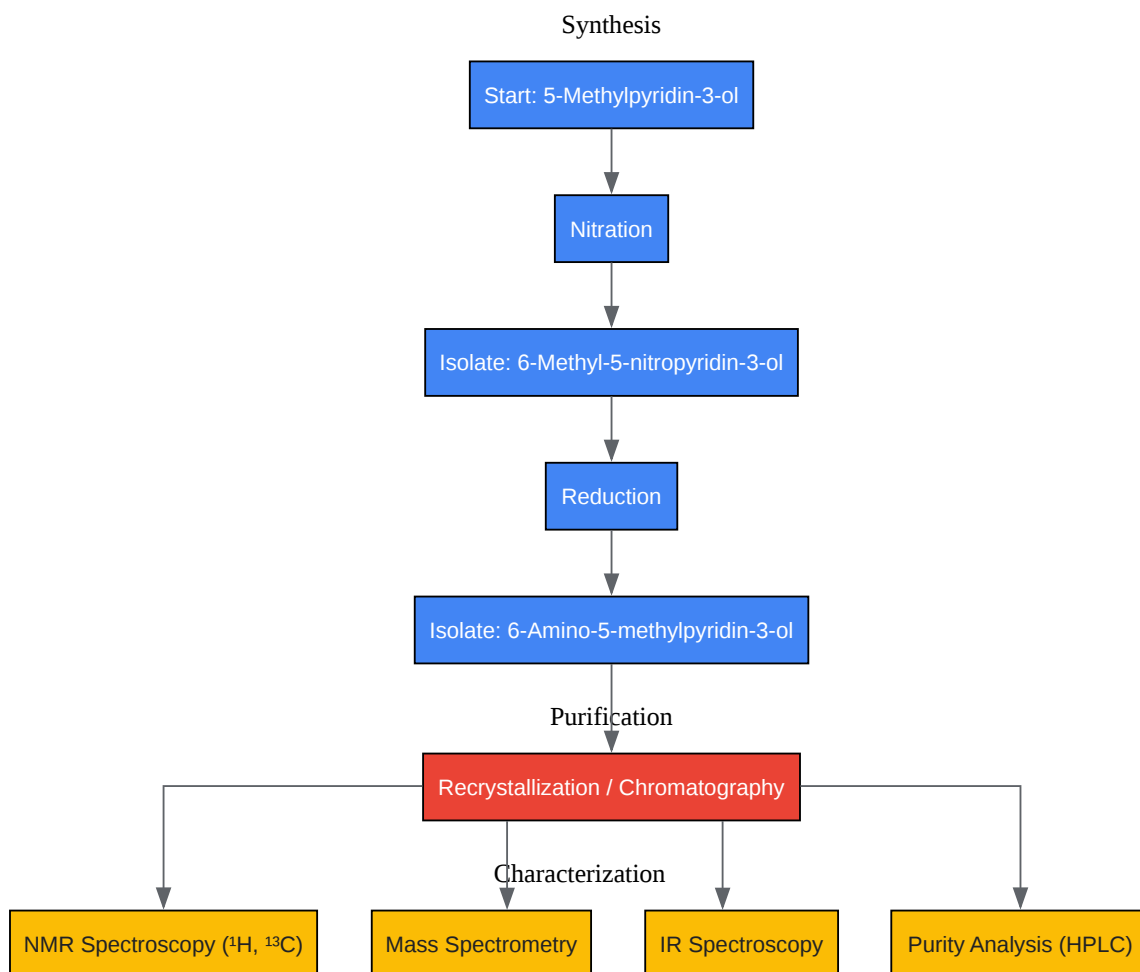 Synthesis
Start: 5-Methylpyridin-3-ol
Nitration
Isolate: 6-Methyl-5-nitropyridin-3-ol
Reduction
Isolate: 6-Amino-5-methylpyridin-3-ol
Purification
Recrystallization / Chromatography
Characterization
NMR Spectroscopy (¹H, ¹³C)
Mass Spectrometry
IR Spectroscopy
Purity Analysis (HPLC)